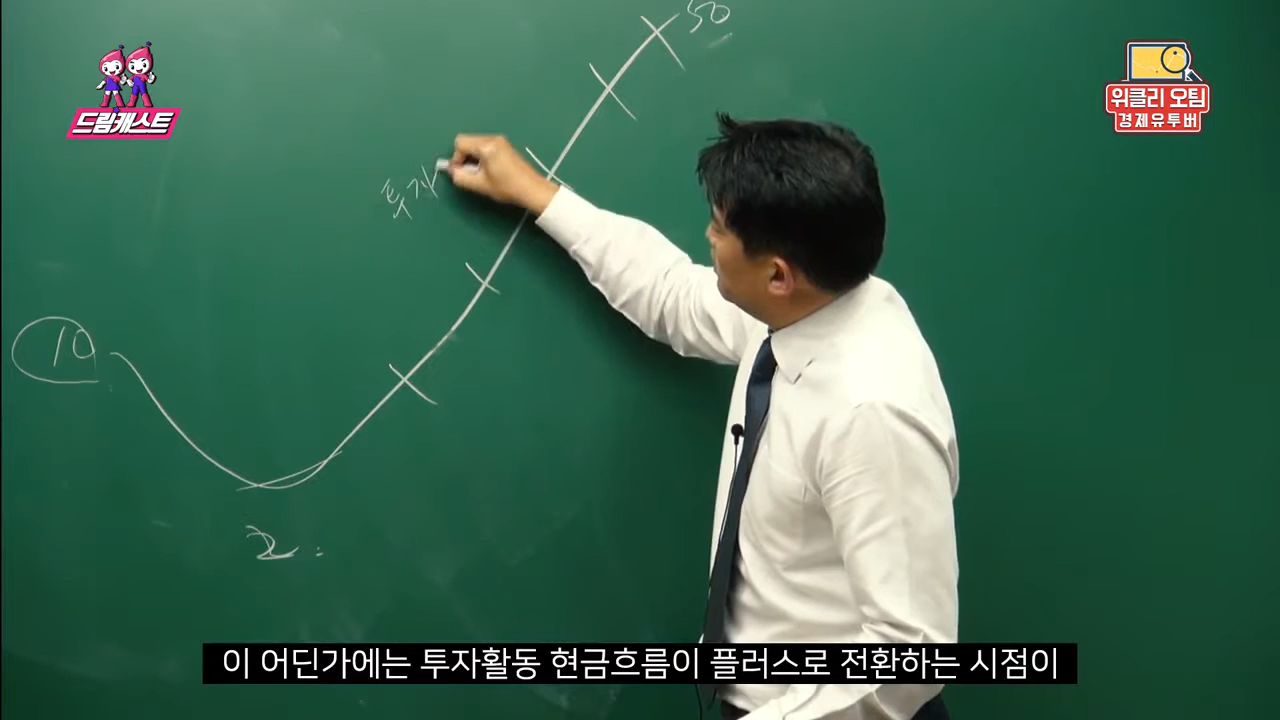 50
드림캐스트
위클리 오팀
경제유투버
투자
10
2
이 어딘가에는 투자활동 현금흐름이 플러스로 전환하는 시점이